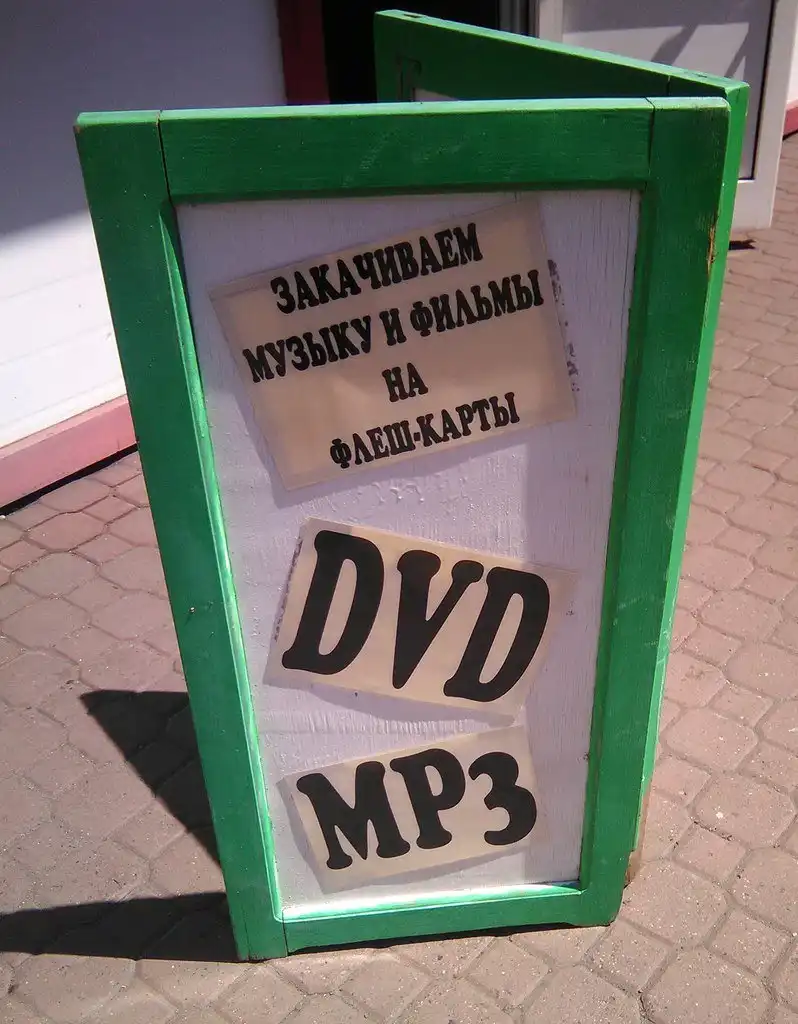 ЗАКАЧИВАЕМ
МУЗЫКУ И ФИЛЬМЫ
НА
ФЛЕШ-КАРТЫ
DVD
MP3